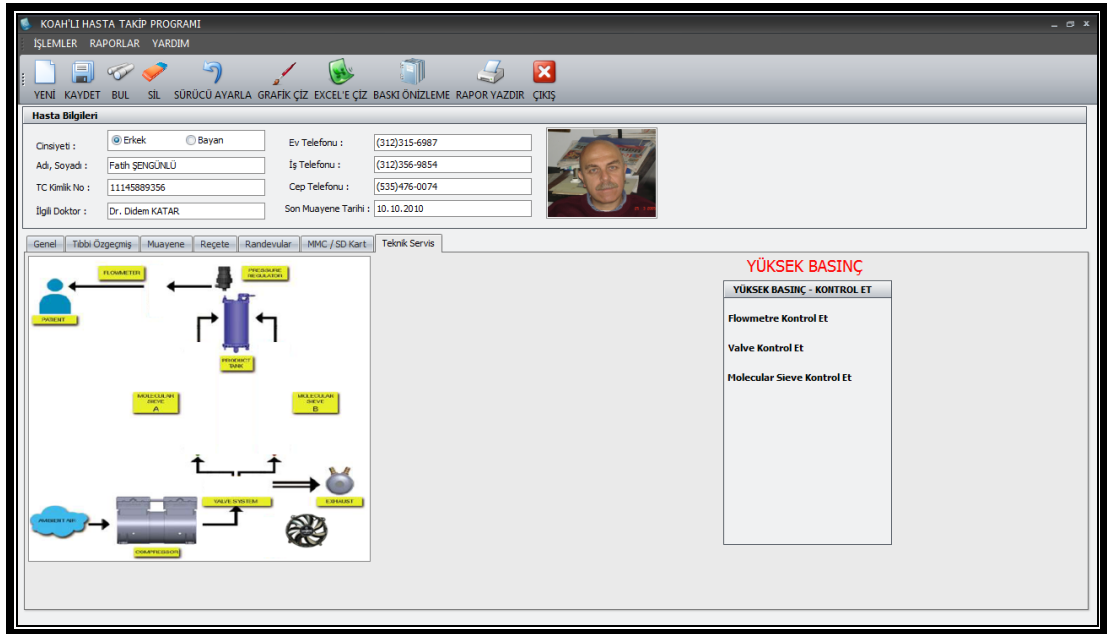 KOAH'LI HASTA TAKİP PROGRAMI
İŞLEMLER RAPORLAR YARDIM
YENİ KAYDET BUL SİL SÜRÜCÜ AYARLA GRAFİK ÇİZ EXCEL'E ÇİZ BASKI ÖNİZLEME RAPOR YAZDIR ÇIKIŞ
Hasta Bilgileri
Cinsiyeti : Erkek Bayan Ev Telefonu : (312)315-6987
Adı, Soyadı : Fatih ŞENGÜNLÜ İş Telefonu : (312)356-9854
TC Kimlik No : 11145889356 Cep Telefonu : (535)476-0074
İlgili Doktor : Dr. Didem KATAR Son Muayene Tarihi : 10.10.2010
Genel Tıbbi Özgeçmiş Muayene Reçete Randevular MMC / SD Kart Teknik Servis
FLOWMETER
PRESSURE
REGULATOR
PATIENT
PRODUCT
TANK
MOLECULAR
SIEVE
A
MOLECULAR
SIEVE
B
VALVE SYSTEM
EXHAUST
AMBIENT AIR
COMPRESSOR
YÜKSEK BASINÇ
YÜKSEK BASINÇ - KONTROL ET
Flowmetre Kontrol Et
Valve Kontrol Et
Molecular Sieve Kontrol Et